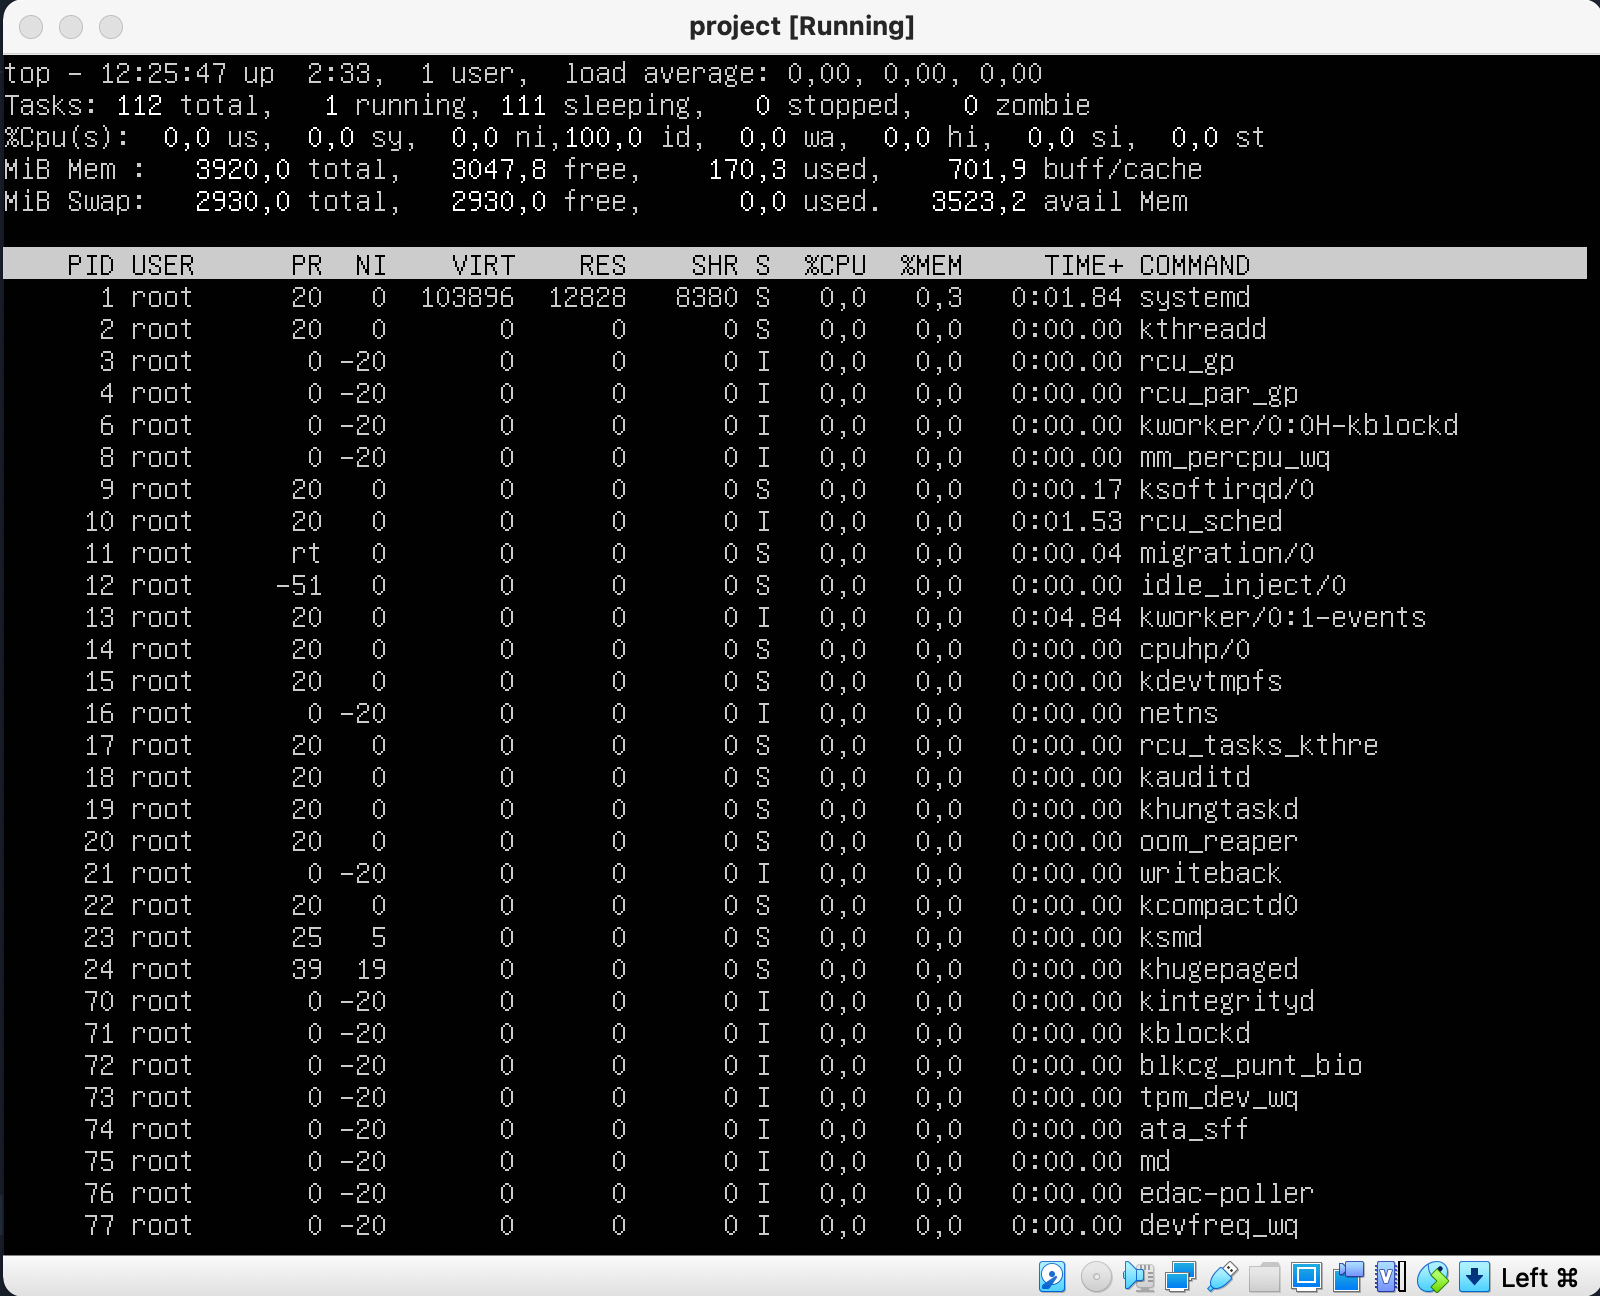 project [Running]
top - 12:25:47 up  2:33,  1 user,  load average: 0,00, 0,00, 0,00
Tasks: 112 total,   1 running, 111 sleeping,   0 stopped,   0 zombie
%Cpu(s):  0,0 us,  0,0 sy,  0,0 ni,100,0 id,  0,0 wa,  0,0 hi,  0,0 si,  0,0 st
MiB Mem :   3920,0 total,   3047,8 free,    170,3 used,    701,9 buff/cache
MiB Swap:   2930,0 total,   2930,0 free,      0,0 used.   3523,2 avail Mem
PID USER      PR  NI    VIRT    RES    SHR S  %CPU  %MEM     TIME+ COMMAND
1 root      20   0  103896  12828   8380 S   0,0   0,3   0:01.84 systemd
2 root      20   0       0      0      0 S   0,0   0,0   0:00.00 kthreadd
3 root       0 -20       0      0      0 I   0,0   0,0   0:00.00 rcu_gp
4 root       0 -20       0      0      0 I   0,0   0,0   0:00.00 rcu_par_gp
6 root       0 -20       0      0      0 I   0,0   0,0   0:00.00 kworker/0:0H-kblockd
8 root       0 -20       0      0      0 I   0,0   0,0   0:00.00 mm_percpu_wq
9 root      20   0       0      0      0 S   0,0   0,0   0:00.17 ksoftirqd/0
10 root      20   0       0      0      0 I   0,0   0,0   0:01.53 rcu_sched
11 root      rt   0       0      0      0 S   0,0   0,0   0:00.04 migration/0
12 root     -51   0       0      0      0 S   0,0   0,0   0:00.00 idle_inject/0
13 root      20   0       0      0      0 I   0,0   0,0   0:04.84 kworker/0:1-events
14 root      20   0       0      0      0 S   0,0   0,0   0:00.00 cpuhp/0
15 root      20   0       0      0      0 S   0,0   0,0   0:00.00 kdevtmpfs
16 root       0 -20       0      0      0 I   0,0   0,0   0:00.00 netns
17 root      20   0       0      0      0 S   0,0   0,0   0:00.00 rcu_tasks_kthre
18 root      20   0       0      0      0 S   0,0   0,0   0:00.00 kauditd
19 root      20   0       0      0      0 S   0,0   0,0   0:00.00 khungtaskd
20 root      20   0       0      0      0 S   0,0   0,0   0:00.00 oom_reaper
21 root       0 -20       0      0      0 I   0,0   0,0   0:00.00 writeback
22 root      20   0       0      0      0 S   0,0   0,0   0:00.00 kcompactd0
23 root      25   5       0      0      0 S   0,0   0,0   0:00.00 ksmd
24 root      39  19       0      0      0 S   0,0   0,0   0:00.00 khugepaged
70 root       0 -20       0      0      0 I   0,0   0,0   0:00.00 kintegrityd
71 root       0 -20       0      0      0 I   0,0   0,0   0:00.00 kblockd
72 root       0 -20       0      0      0 I   0,0   0,0   0:00.00 blkcg_punt_bio
73 root       0 -20       0      0      0 I   0,0   0,0   0:00.00 tpm_dev_wq
74 root       0 -20       0      0      0 I   0,0   0,0   0:00.00 ata_sff
75 root       0 -20       0      0      0 I   0,0   0,0   0:00.00 md
76 root       0 -20       0      0      0 I   0,0   0,0   0:00.00 edac-poller
77 root       0 -20       0      0      0 I   0,0   0,0   0:00.00 devfreq_wq
Left ⌘